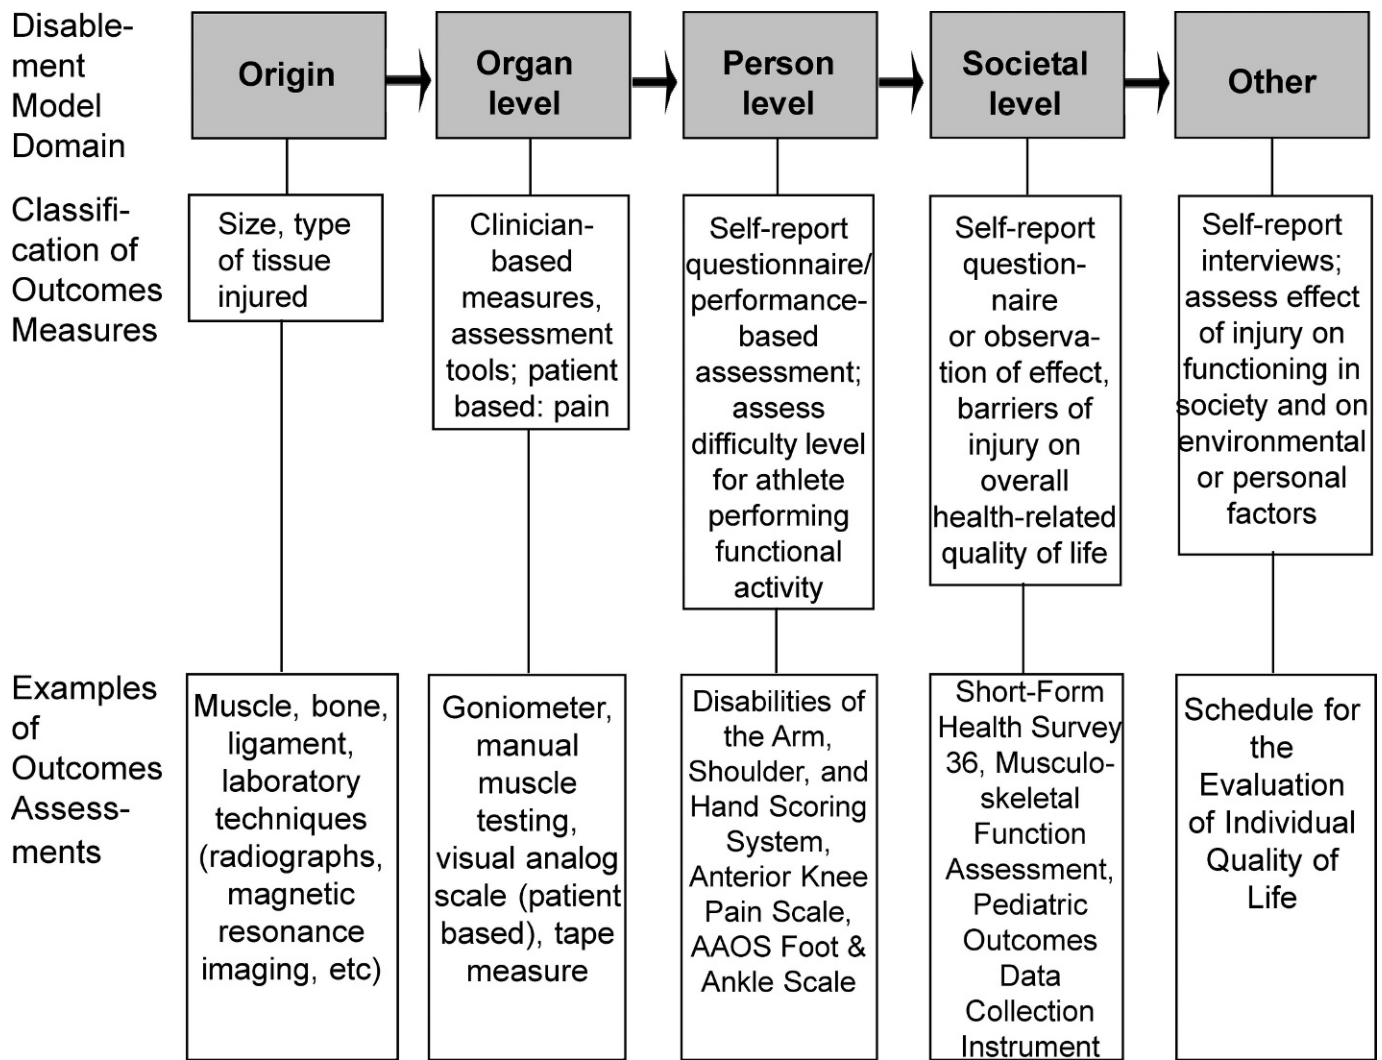 Disable-
ment
Model
Domain
Origin
Organ
level
Person
level
Societal
level
Other
Classifi-
cation of
Outcomes
Measures
Size, type
of tissue
injured
Clinician-
based
measures,
assessment
tools; patient
based: pain
Self-report
questionnaire/
performance-
based
assessment;
assess
difficulty level
for athlete
performing
functional
activity
Self-report
question-
naire
or observa-
tion of effect,
barriers of
injury on
overall
health-related
quality of life
Self-report
interviews;
assess effect
of injury on
functioning in
society and on
environmental
or personal
factors
Examples
of
Outcomes
Assess-
ments
Muscle, bone,
ligament,
laboratory
techniques
(radiographs,
magnetic
resonance
imaging, etc)
Goniometer,
manual
muscle
testing,
visual analog
scale (patient
based), tape
measure
Disabilities of
the Arm,
Shoulder, and
Hand Scoring
System,
Anterior Knee
Pain Scale,
AAOS Foot &
Ankle Scale
Short-Form
Health Survey
36, Musculo-
skeletal
Function
Assessment,
Pediatric
Outcomes
Data
Collection
Instrument
Schedule for
the
Evaluation
of Individual
Quality of
Life